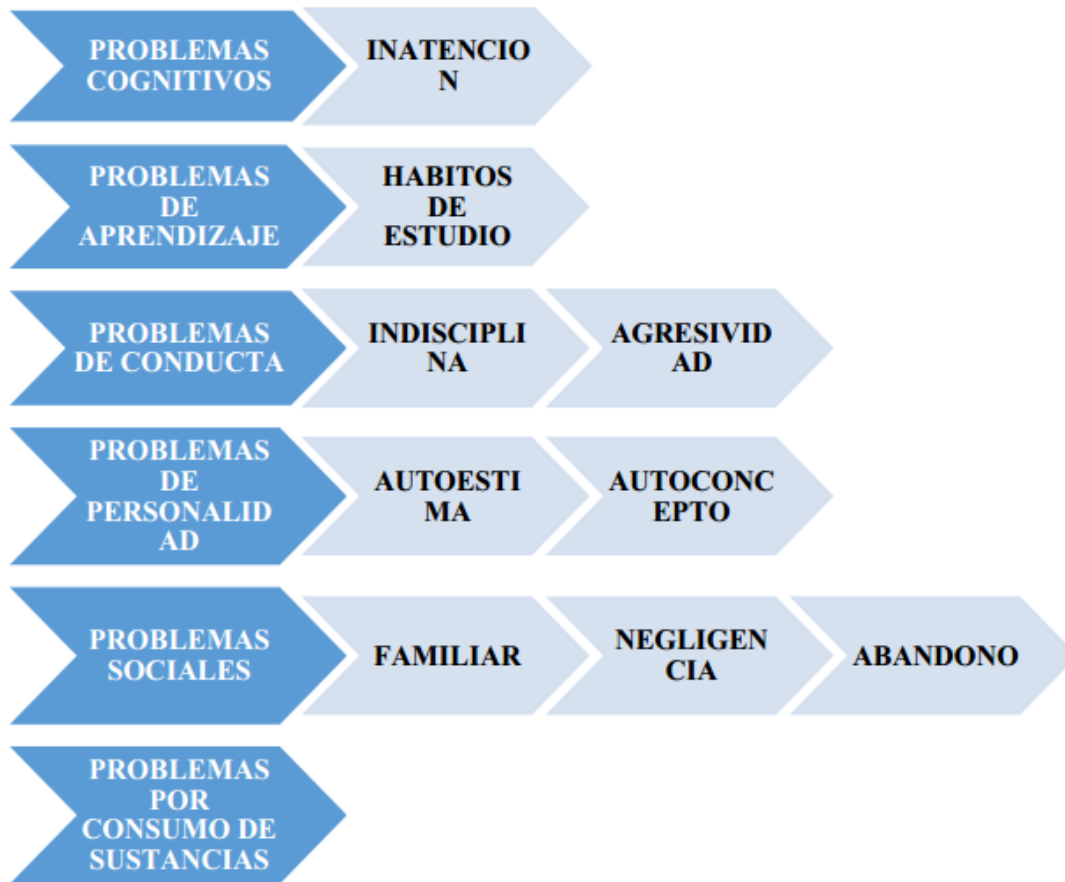 PROBLEMAS
COGNITIVOS
INATENCIO
N
PROBLEMAS
DE
APRENDIZAJE
HABITOS
DE
ESTUDIO
PROBLEMAS
DE CONDUCTA
INDISCIPLI
NA
AGRESIVID
AD
PROBLEMAS
DE
PERSONALID
AD
AUTOESTI
MA
AUTOCONC
EPTO
PROBLEMAS
SOCIALES
FAMILIAR
NEGLIGEN
CIA
ABANDONO
PROBLEMAS
POR
CONSUMO DE
SUSTANCIAS